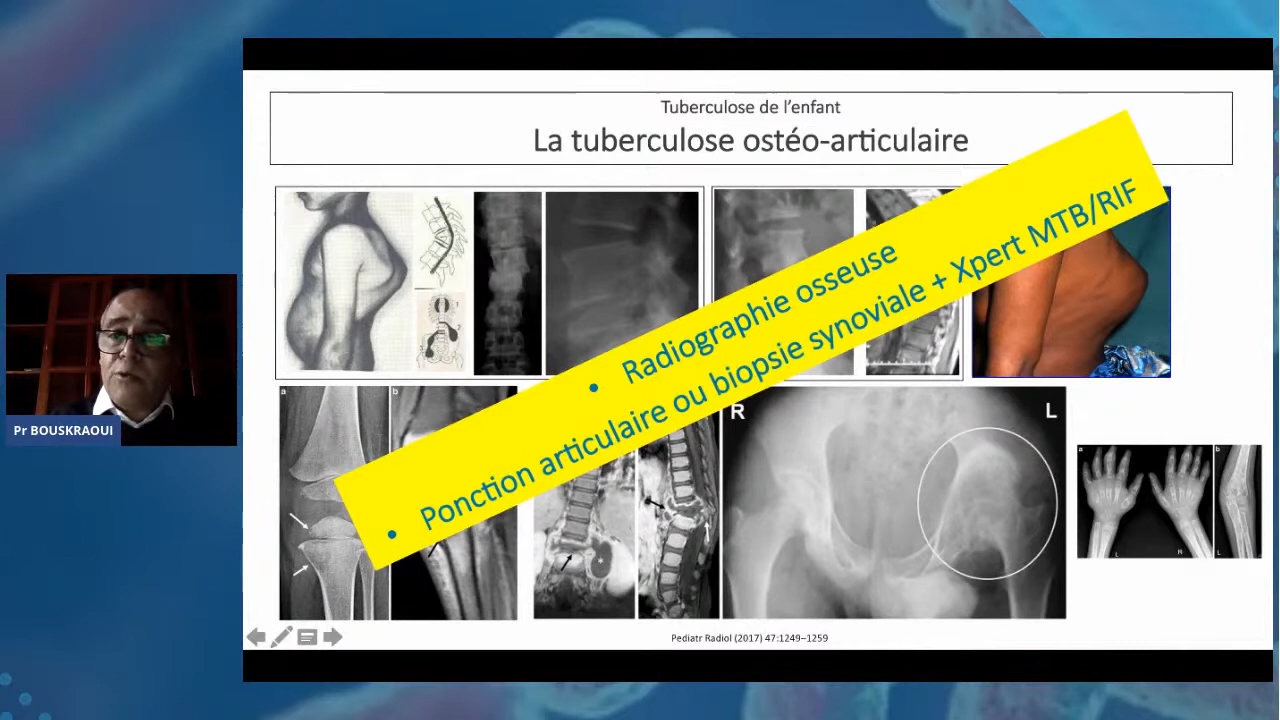 Tuberculose de l'enfant
La tuberculose ostéo-articulaire
• Radiographie osseuse
• Ponction articulaire ou biopsie synoviale + Xpert MTB/RIF
Pr BOUSKRAOUI
a
b
R
L
a
b
L
R
L
Pediatr Radiol (2017) 47:1249–1259